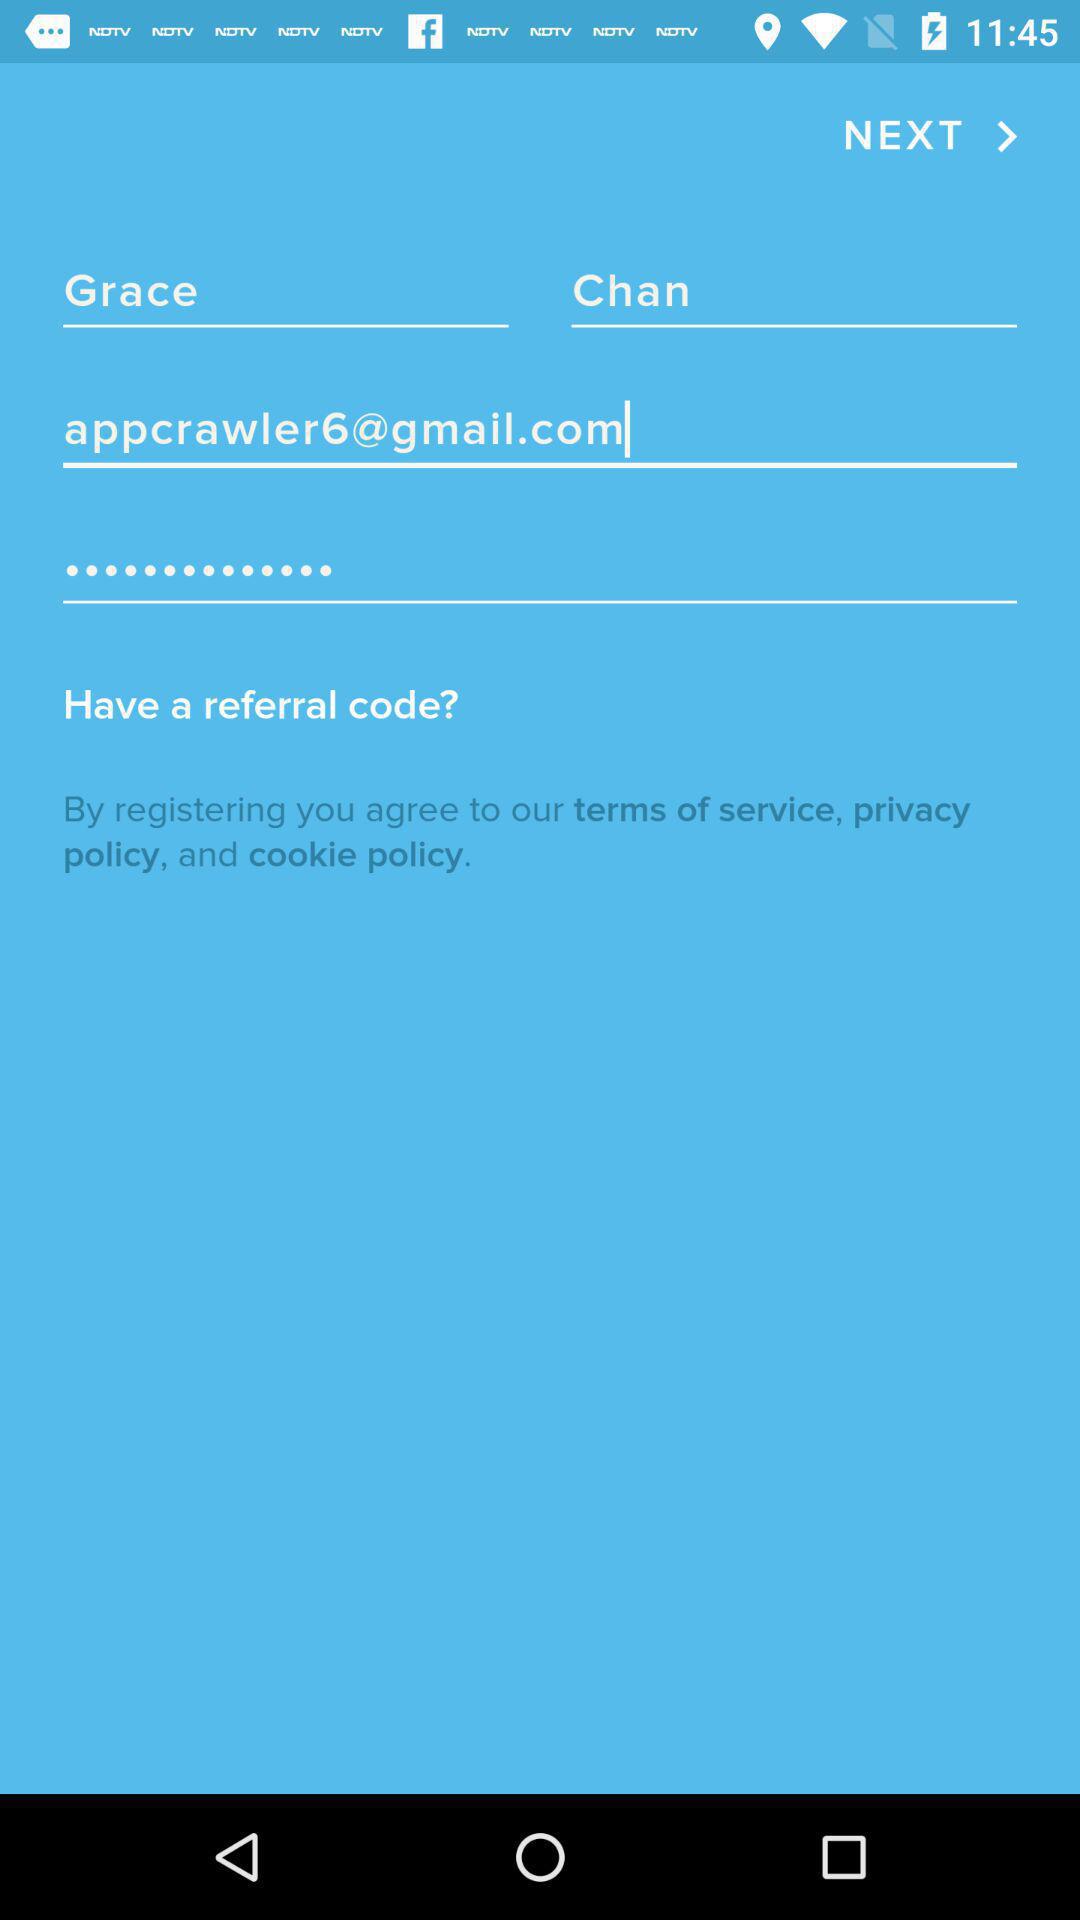 NDTV NDTV NDTV NDTV NDTV NDTV NDTV NDTV NDTV 11:45
NEXT
Grace Chan
appcrawler6@gmail.com
••••••••••••••
Have a referral code?
By registering you agree to our terms of service, privacy
policy, and cookie policy.